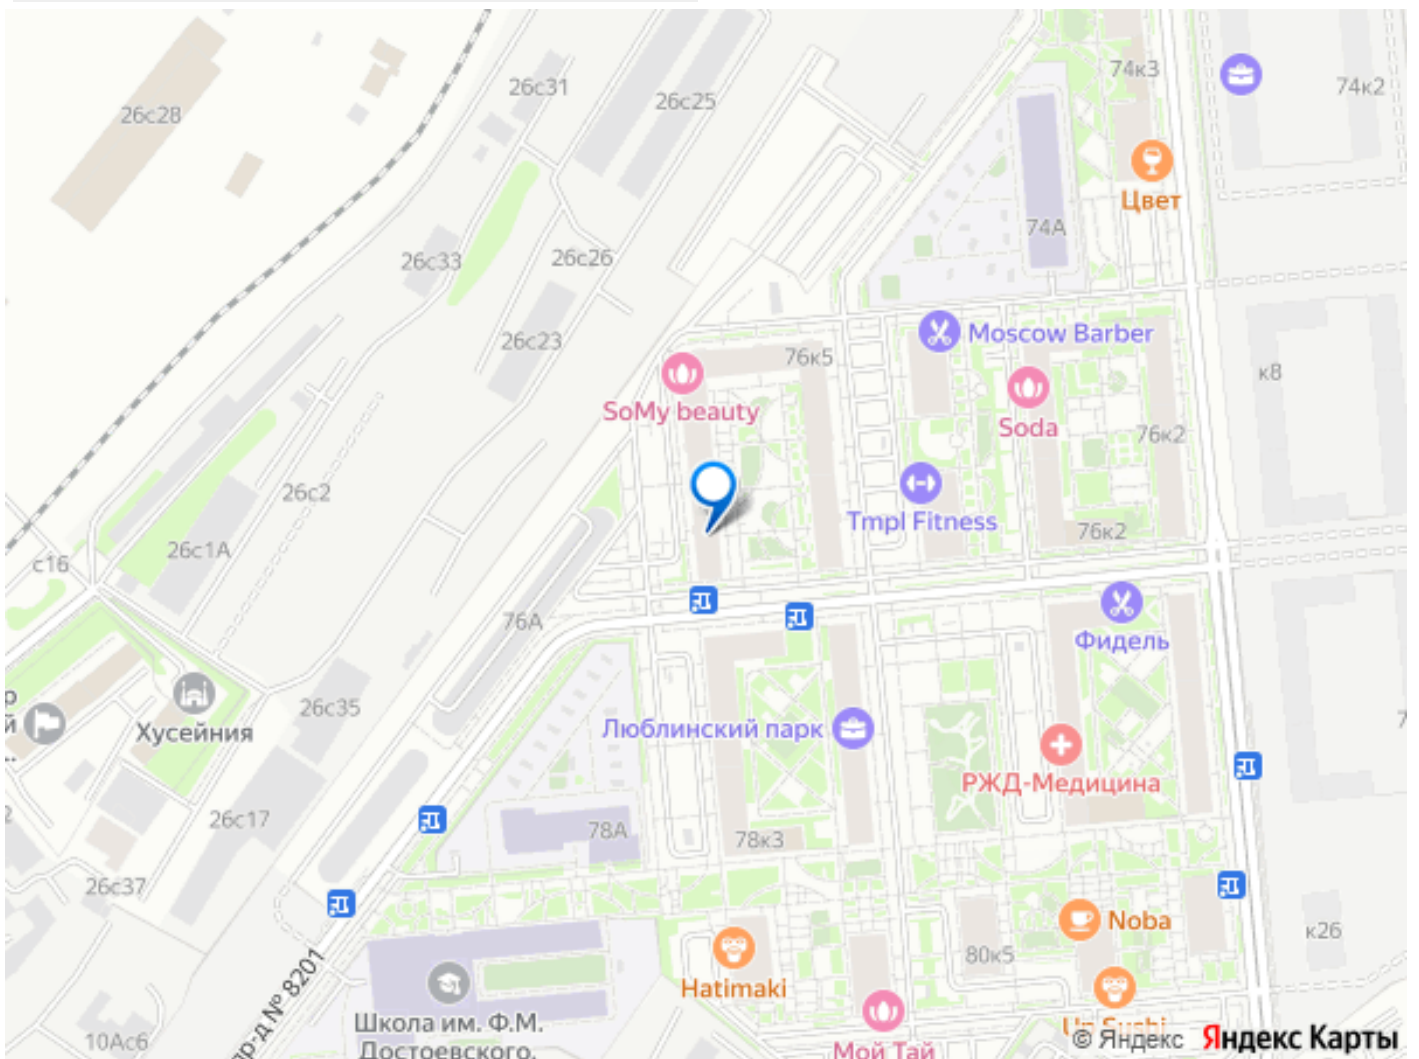 74к3
74к2
26с31
26с25
26с28
Цвет
74А
26с33
26с26
26с23
Moscow Barber
76к5
к8
SoMy beauty
Soda
76к2
26с2
Tmpl Fitness
76к2
26с1А
с16
76А
Фидель
р
й
26с35
Хусейния
Люблинский парк
РЖД-Медицина
26с17
78А
78к3
26с37
Noba
к26
80к5
Hatimaki
пр-д № 8201
Школа им. Ф.М.
Достоевского,
10Ас6
Мой Тай
© Яндекс Яндекс Карты